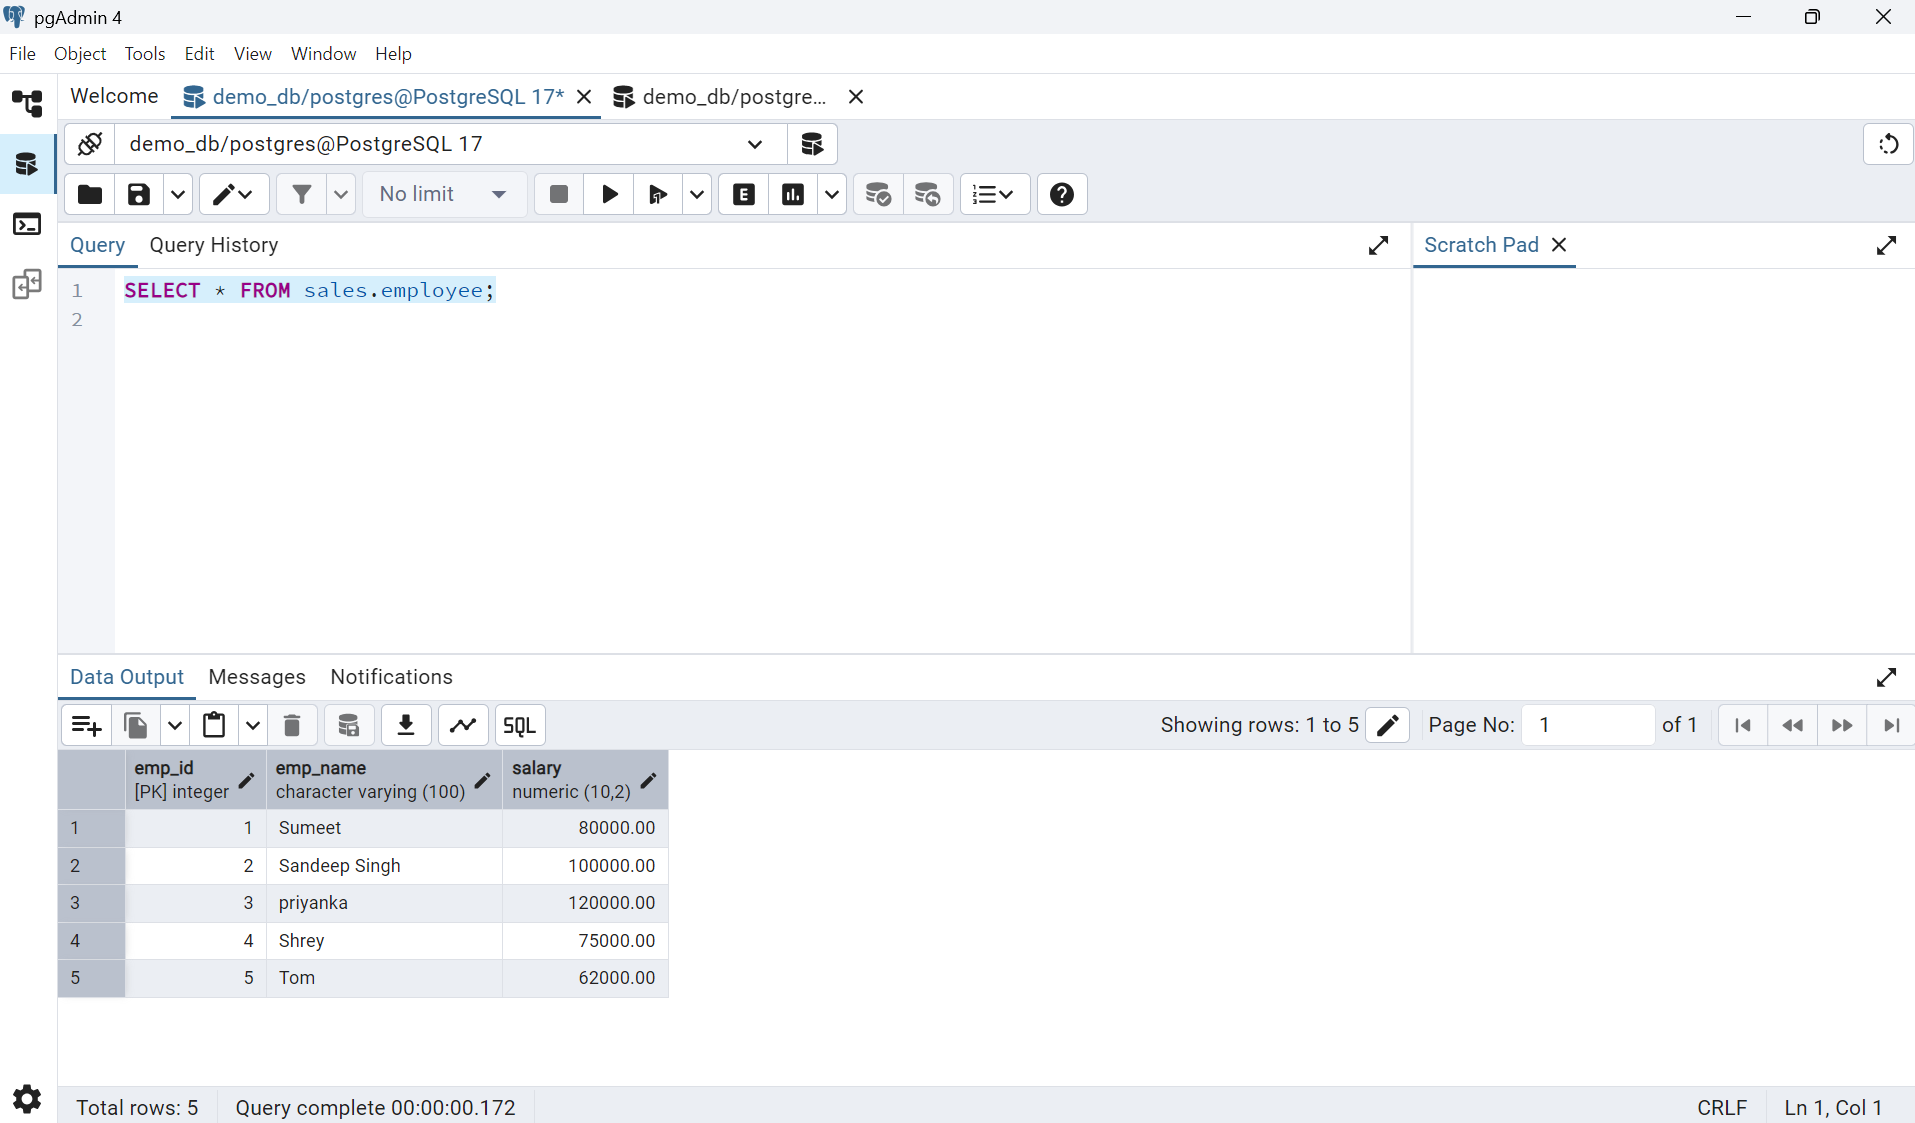 pgAdmin 4
File Object Tools Edit View Window Help
Welcome demo_db/postgres@PostgreSQL 17* demo_db/postgre...
demo_db/postgres@PostgreSQL 17
No limit E
Query Query History Scratch Pad
1 SELECT * FROM sales.employee;
2
Data Output Messages Notifications
SQL Showing rows: 1 to 5 Page No: 1 of 1
emp_id emp_name salary
[PK] integer character varying (100) numeric (10,2)
1 1 Sumeet 80000.00
2 2 Sandeep Singh 100000.00
3 3 priyanka 120000.00
4 4 Shrey 75000.00
5 5 Tom 62000.00
Total rows: 5 Query complete 00:00:00.172 CRLF Ln 1, Col 1